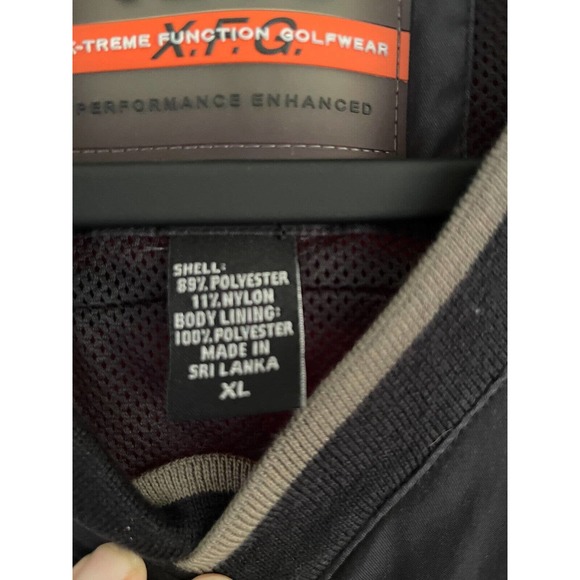 X-TREME FUNCTION GOLFWEAR
X.F.G.
PERFORMANCE ENHANCED
SHELL:
89% POLYESTER
11% NYLON
BODY LINING:
100% POLYESTER
MADE IN
SRI LANKA
XL